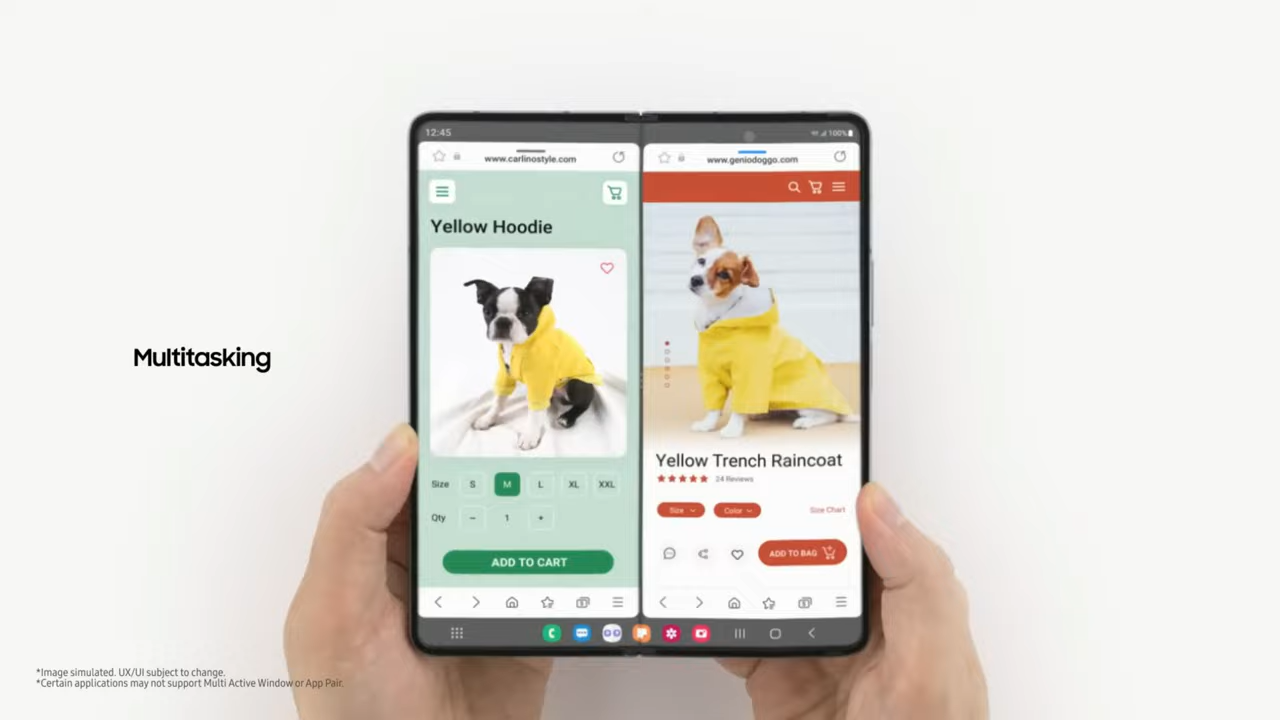 12:45
100%
www.carlinostyle.com
Yellow Hoodie
Size S M L XL XXL
Qty − 1 +
ADD TO CART
www.geniodoggo.com
Yellow Trench Raincoat
24 Reviews
Size Color Size Chart
ADD TO BAG
Multitasking
*Image simulated. UX/UI subject to change.
*Certain applications may not support Multi Active Window or App Pair.